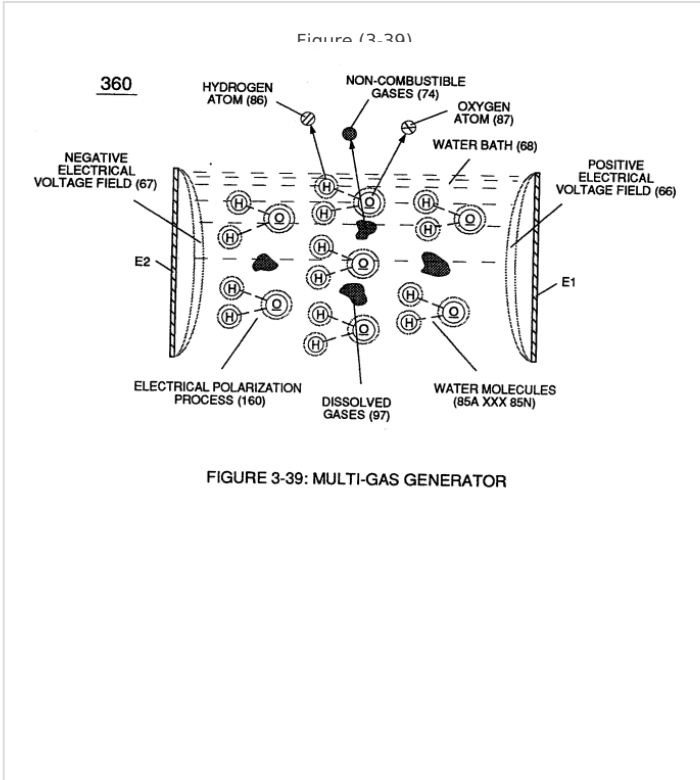 Figure (3-39)
360
HYDROGEN
ATOM (86)
NON-COMBUSTIBLE
GASES (74)
OXYGEN
ATOM (87)
WATER BATH (68)
NEGATIVE
ELECTRICAL
VOLTAGE FIELD (67)
POSITIVE
ELECTRICAL
VOLTAGE FIELD (66)
H
O
H
H
H
O
H
H
O
E2
H
H
O
E1
H
H
O
H
H
O
H
H
O
ELECTRICAL POLARIZATION
PROCESS (160)
DISSOLVED
GASES (97)
WATER MOLECULES
(85A XXX 85N)
FIGURE 3-39: MULTI-GAS GENERATOR